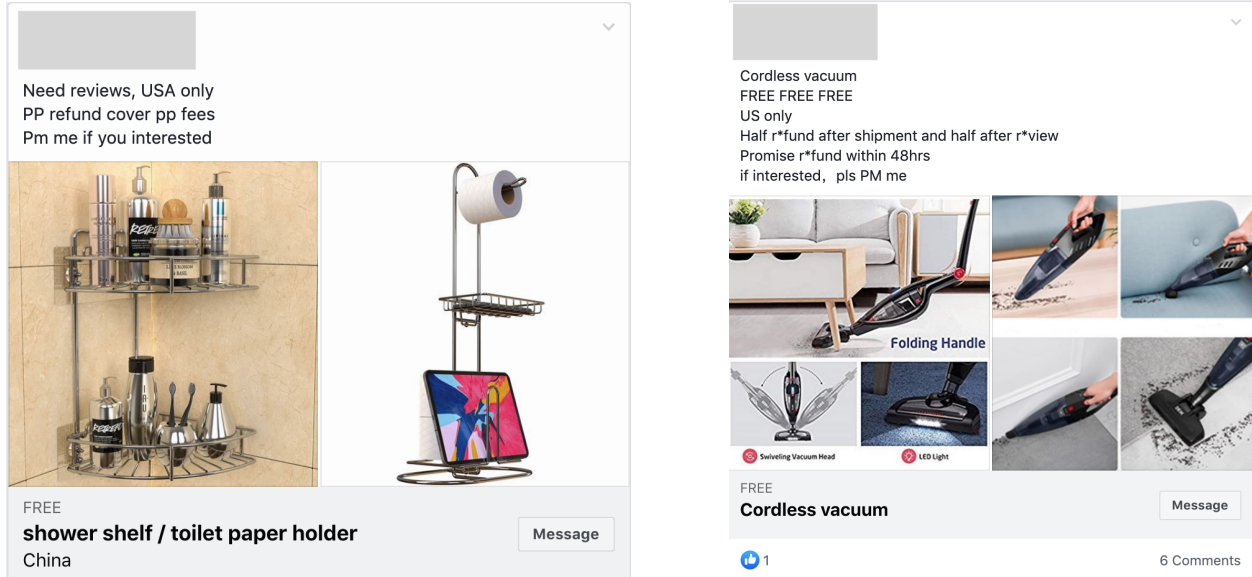 Need reviews, USA only
PP refund cover pp fees
Pm me if you interested
FREE
shower shelf / toilet paper holder
China
Message
Cordless vacuum
FREE FREE FREE
US only
Half r*fund after shipment and half after r*view
Promise r*fund within 48hrs
if interested，pls PM me
Folding Handle
Swiveling Vacuum Head
LED Light
FREE
Cordless vacuum
Message
1
6 Comments